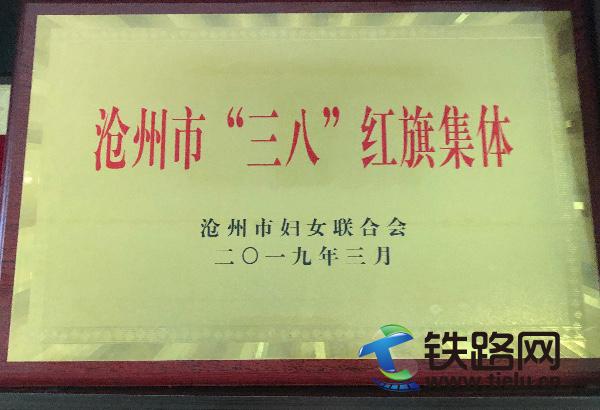 沧州市“三八”红旗集体
沧州市妇女联合会
二〇一九年三月
铁路网
www.tielu.cn